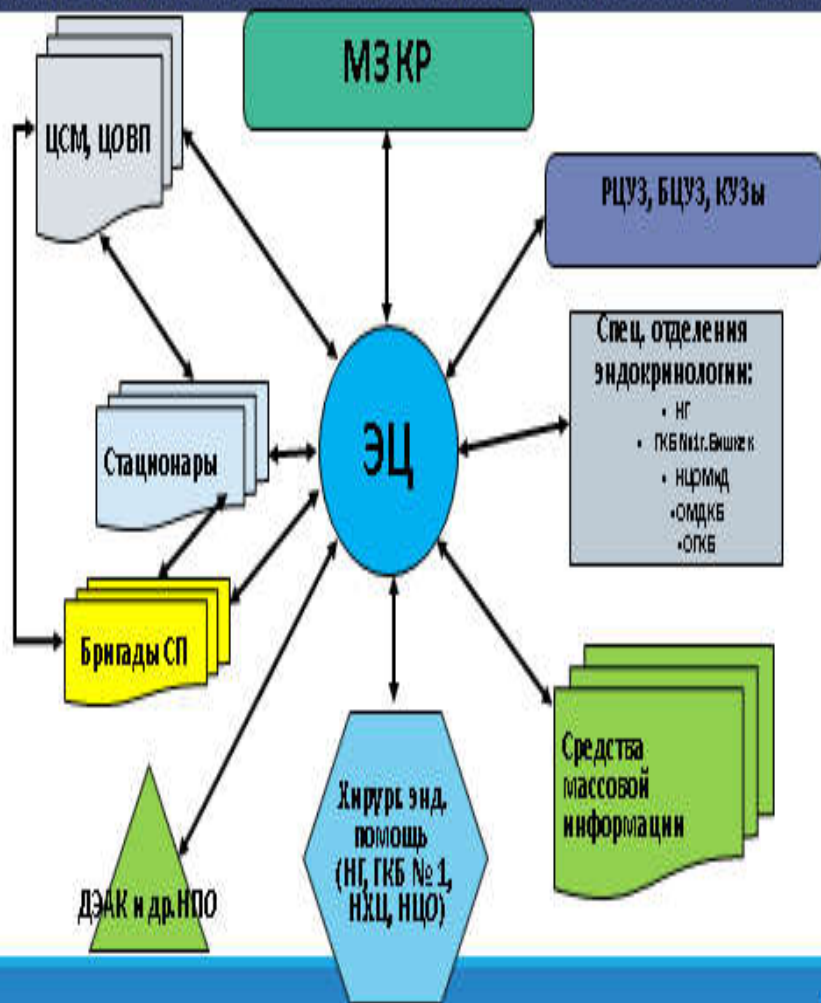 МЗ КР
ЦСМ, ЦОВП
РЦУЗ, БЦУЗ, КУЗы
Спец. отделения
эндокринологии:
• НГ
• ГКБ №1 г.Бишкек
• НЦОМиД
•ОМДКБ
•ОГКБ
ЭЦ
Стационары
Бригады СП
Средства
массовой
информации
Хирург. энд.
помощь
(НГ, ГКБ № 1,
НХЦ, НЦО)
ДЭАК и др.НПО